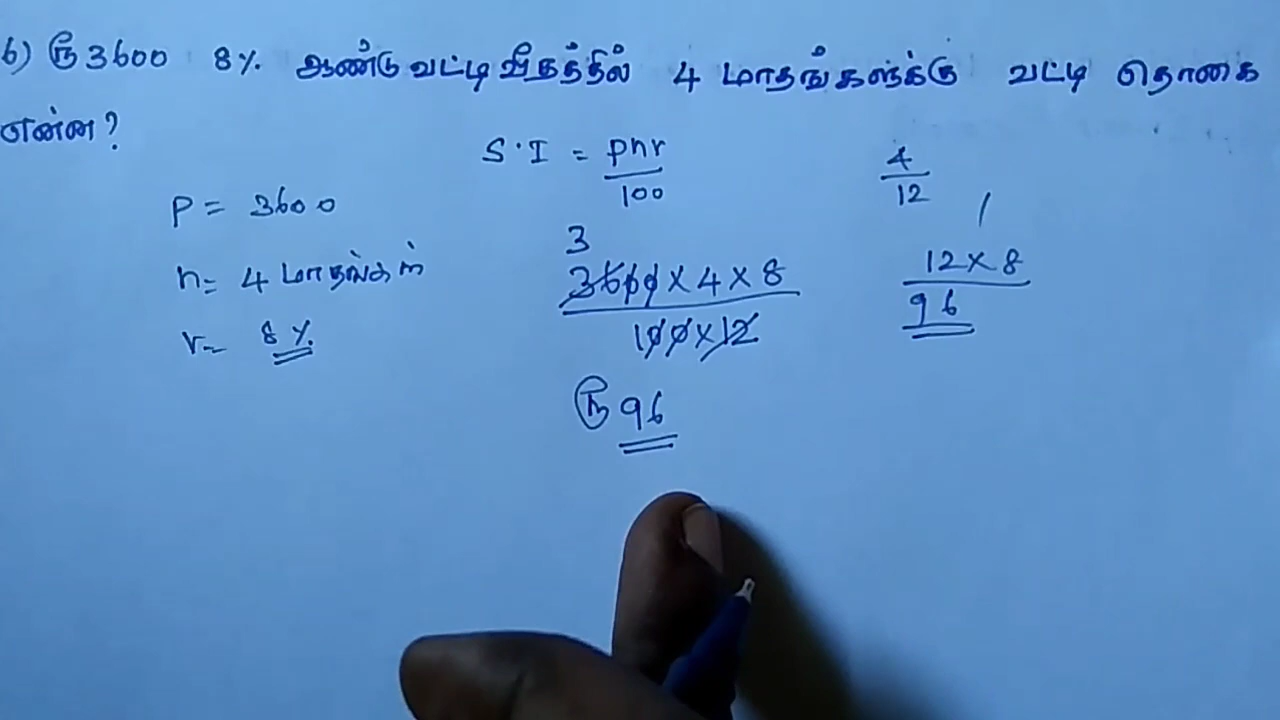 6) ரூ 3600 8% ஆண்டு வட்டி வீதத்தில் 4 மாதங்களுக்கு வட்டி தொகை
என்ன?
S.I = pnr
100
4
12
P = 3600
n= 4 மாதங்கள்
r= 8%
3
3600 × 4 × 8
100×12
12 × 8
96
ரூ 96